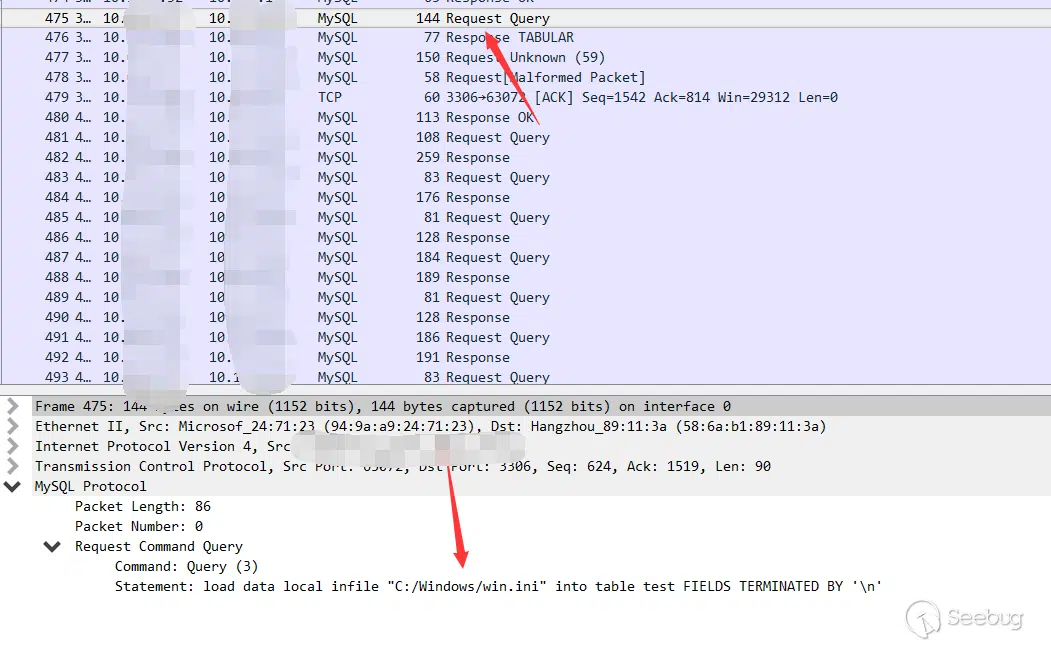 475 3… 10. 10. MySQL 144 Request Query
476 3… 10. 10. MySQL 77 Response TABULAR
477 3… 10. 10. MySQL 150 Request Unknown (59)
478 3… 10. 10. MySQL 58 Request[Malformed Packet]
479 3… 10. 10. TCP 60 3306→63072 [ACK] Seq=1542 Ack=814 Win=29312 Len=0
480 4… 10. 10. MySQL 113 Response OK
481 4… 10. 10. MySQL 108 Request Query
482 4… 10. 10. MySQL 259 Response
483 4… 10. 10. MySQL 83 Request Query
484 4… 10 10. MySQL 176 Response
485 4… 10 10 MySQL 81 Request Query
486 4… 10 10 MySQL 128 Response
487 4… 10 10 MySQL 184 Request Query
488 4… 10 10 MySQL 189 Response
489 4… 10 10 MySQL 81 Request Query
490 4… 10 10. MySQL 128 Response
491 4… 10. 10. MySQL 186 Request Query
492 4… 10. 10. MySQL 191 Response
493 4… 10. 10. MySQL 83 Request Query
Frame 475: 144 bytes on wire (1152 bits), 144 bytes captured (1152 bits) on interface 0
Ethernet II, Src: Microsof_24:71:23 (94:9a:a9:24:71:23), Dst: Hangzhou_89:11:3a (58:6a:b1:89:11:3a)
Internet Protocol Version 4, Src
Transmission Control Protocol, Src Port: 63072, Dst Port: 3306, Seq: 624, Ack: 1519, Len: 90
MySQL Protocol
Packet Length: 86
Packet Number: 0
Request Command Query
Command: Query (3)
Statement: load data local infile "C:/Windows/win.ini" into table test FIELDS TERMINATED BY '\n'
Seebug